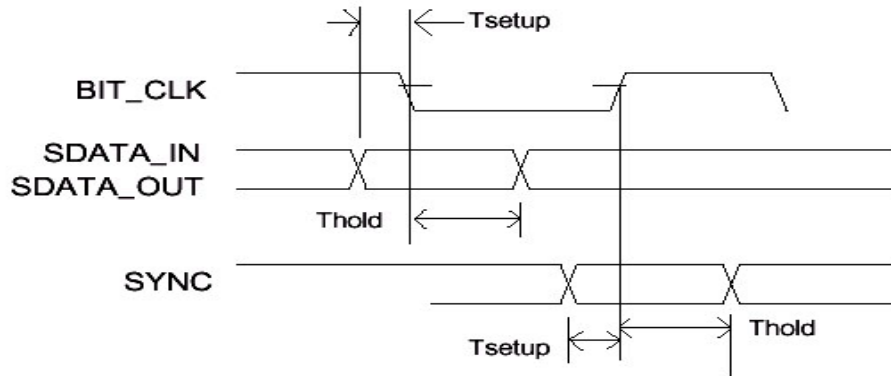 Tsetup
BIT_CLK
SDATA_IN
SDATA_OUT
Thold
SYNC
Tsetup
Thold